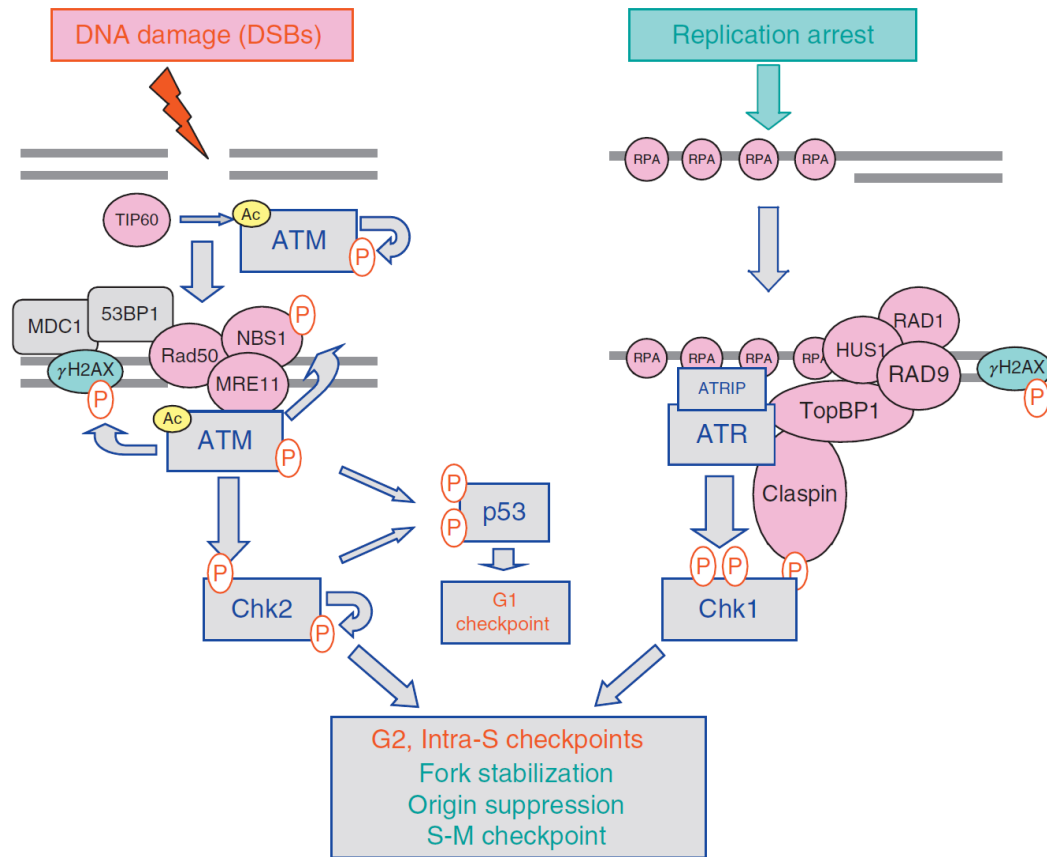 DNA damage (DSBs)
Replication arrest
RPA
RPA
RPA
RPA
TIP60
Ac
ATM
P
MDC1
53BP1
γH2AX
P
Rad50
NBS1
P
MRE11
Ac
ATM
P
RPA
RPA
RPA
RPA
HUS1
RAD1
RAD9
γH2AX
P
ATRIP
ATR
TopBP1
Claspin
P
P
P
p53
G1
checkpoint
P
Chk2
P
P
P
Chk1
G2, Intra-S checkpoints
Fork stabilization
Origin suppression
S-M checkpoint